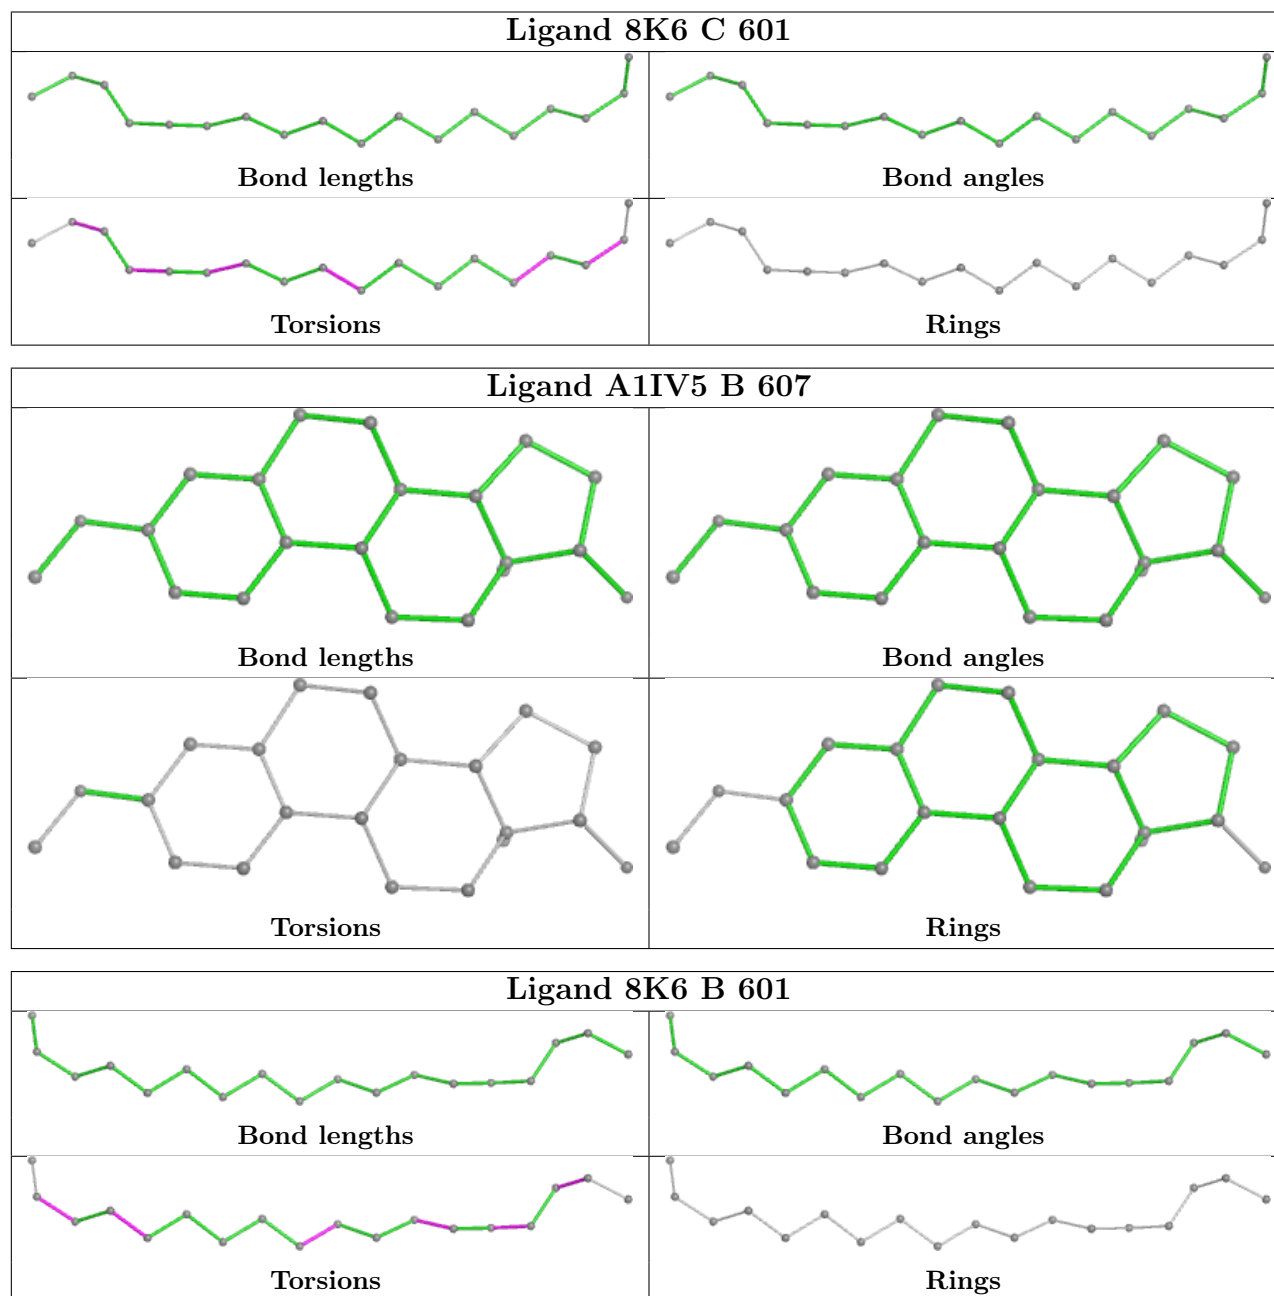 Ligand 8K6 C 601
Bond lengths
Bond angles
Torsions
Rings
Ligand A1IV5 B 607
Bond lengths
Bond angles
Torsions
Rings
Ligand 8K6 B 601
Bond lengths
Bond angles
Torsions
Rings